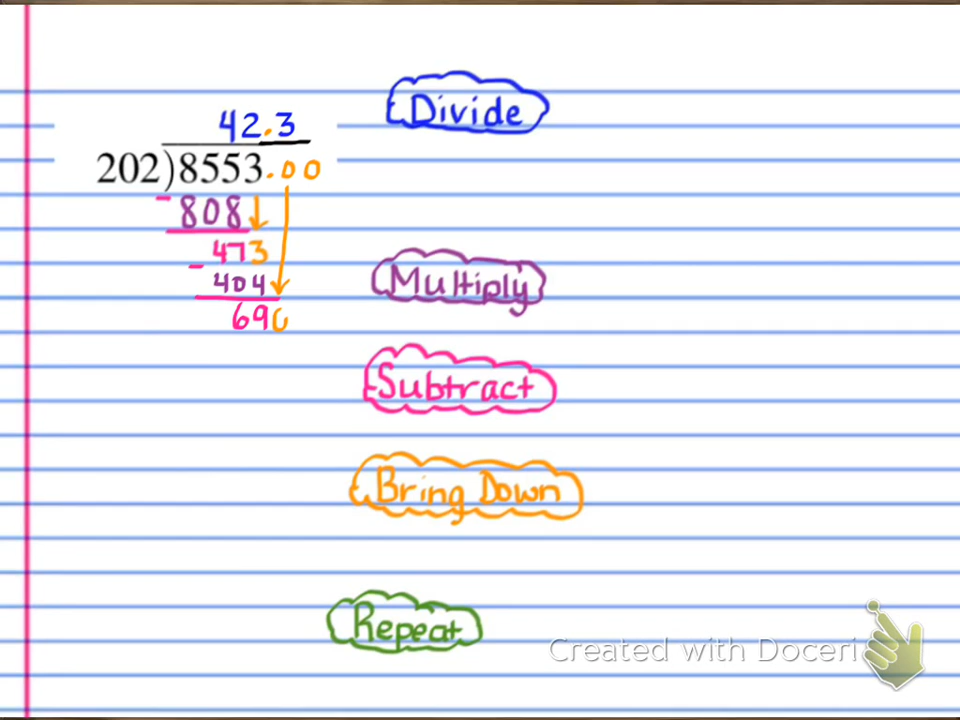 42.3
202)8553.00
-808
473
-404
690
Divide
Multiply
Subtract
Bring Down
Repeat
Created with Doceri